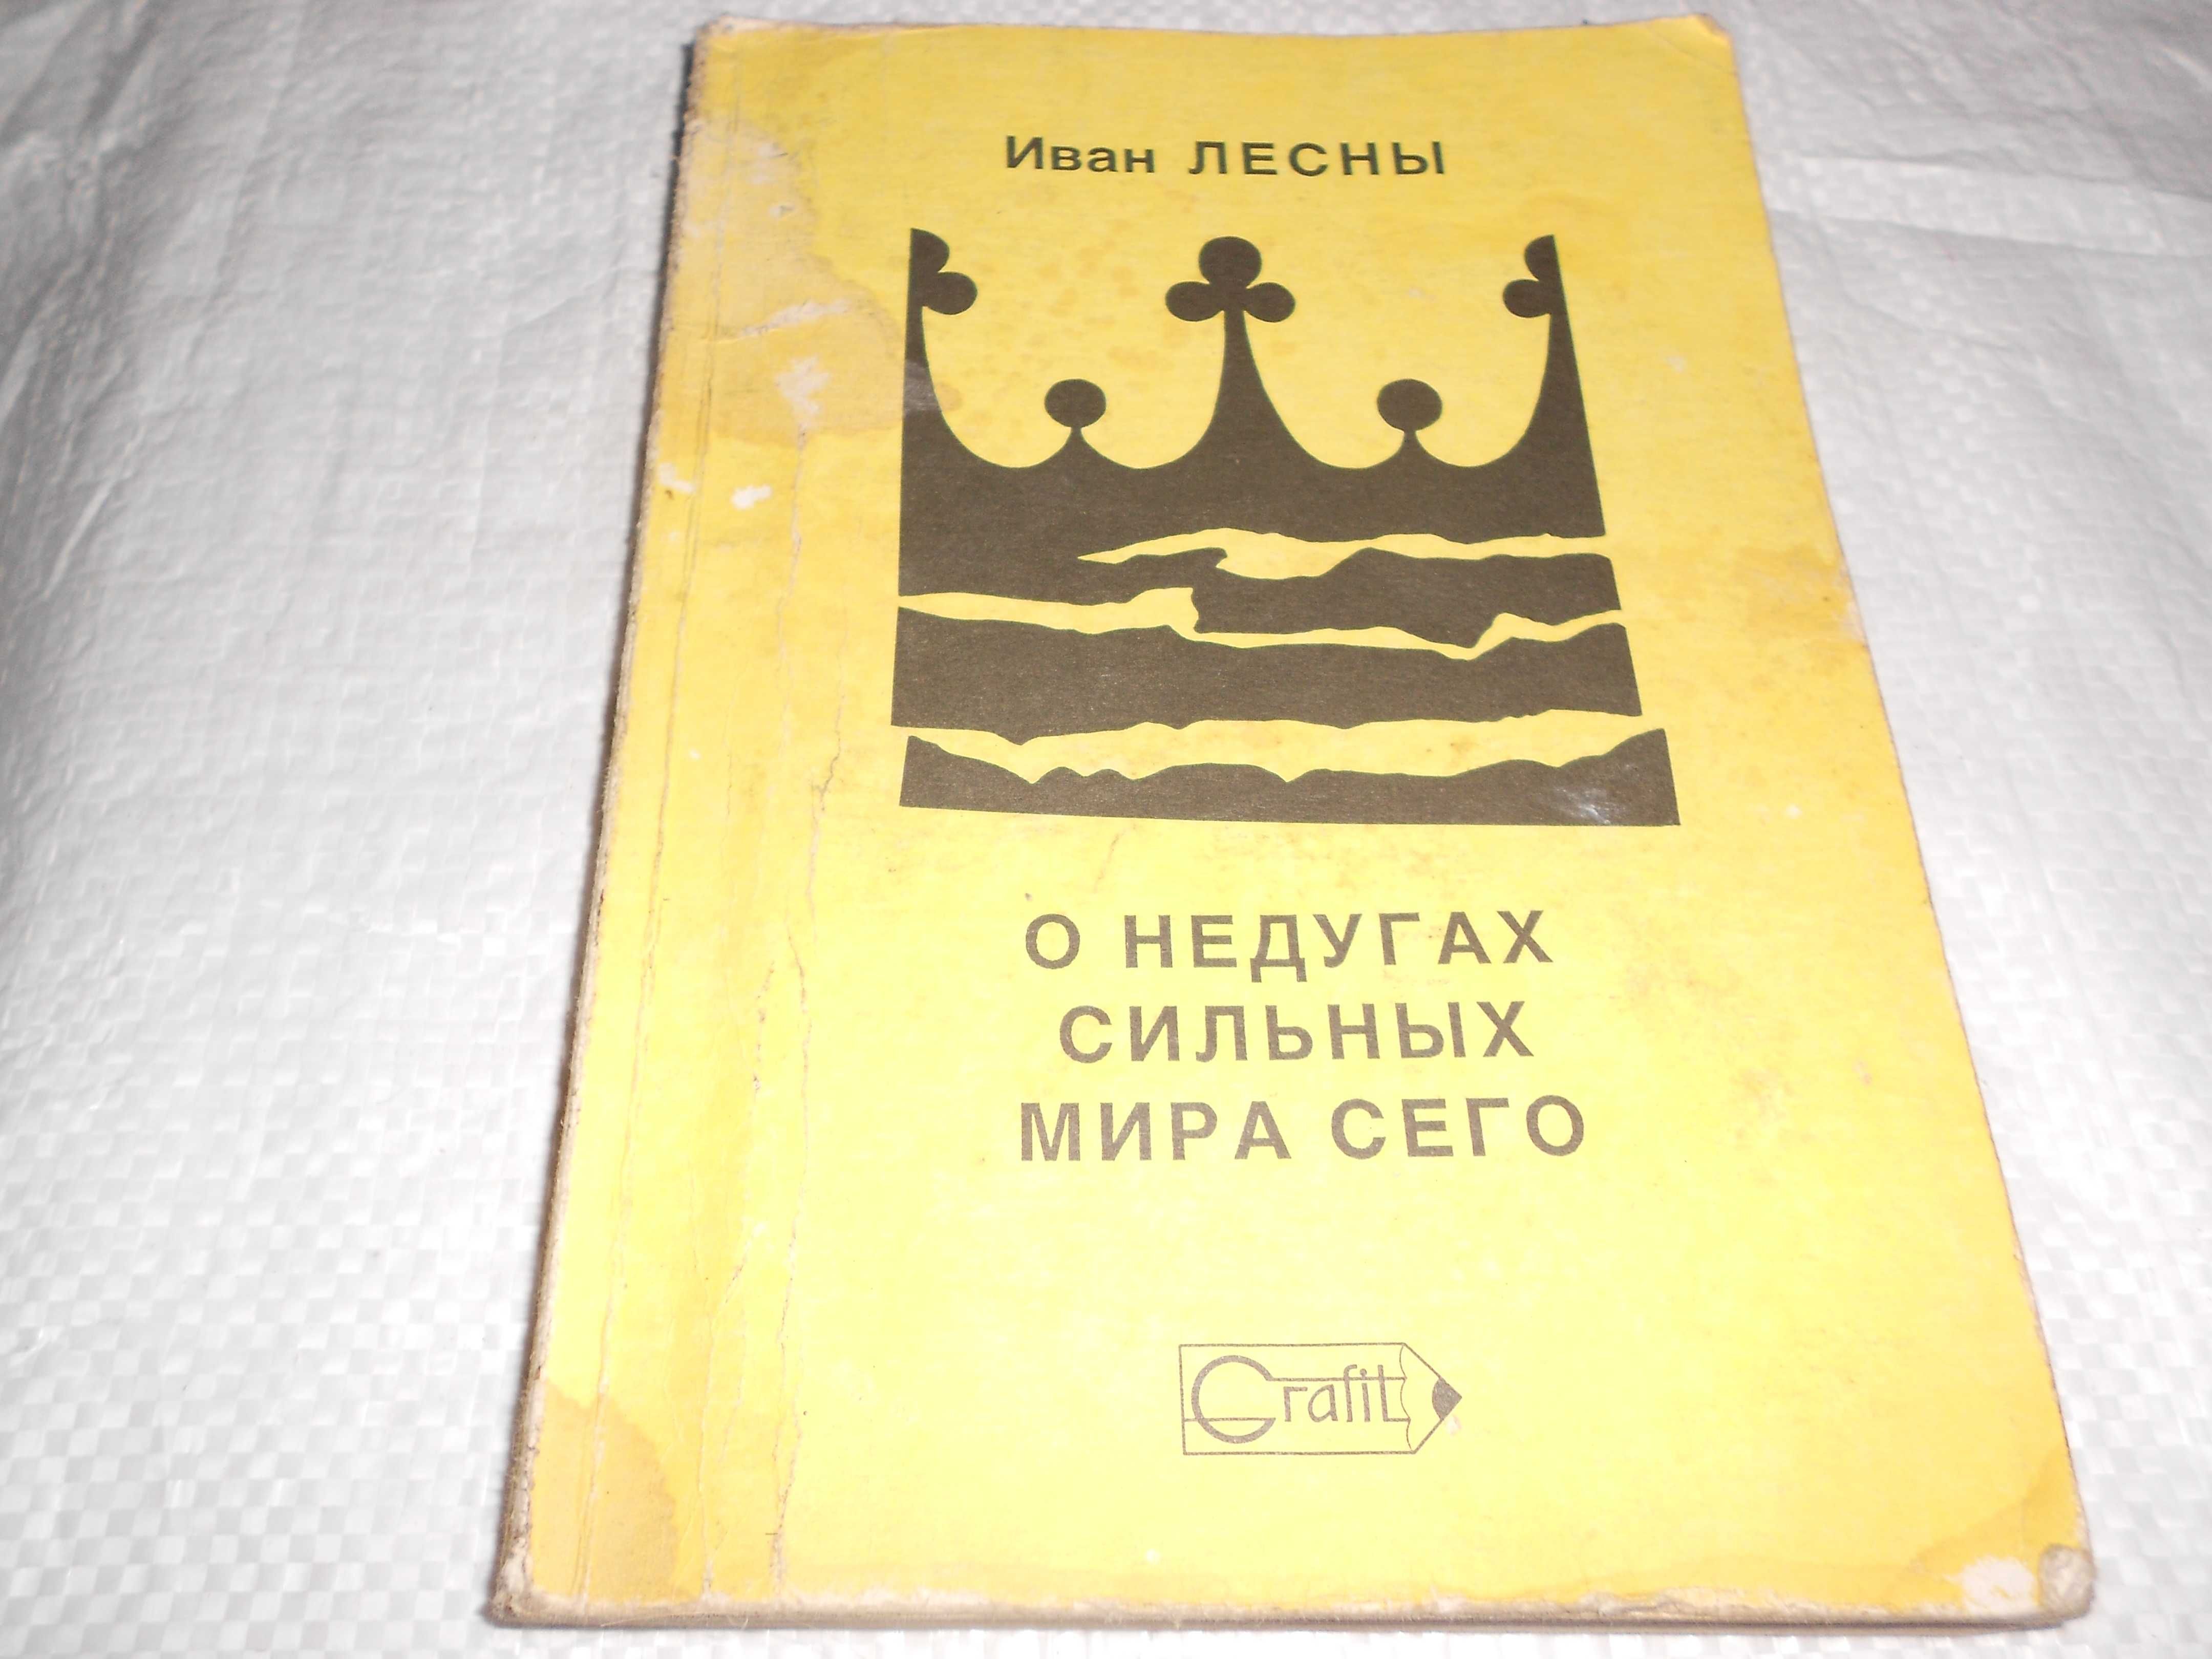 Иван ЛЕСНЫ
О НЕДУГАХ
СИЛЬНЫХ
МИРА СЕГО
Grafit